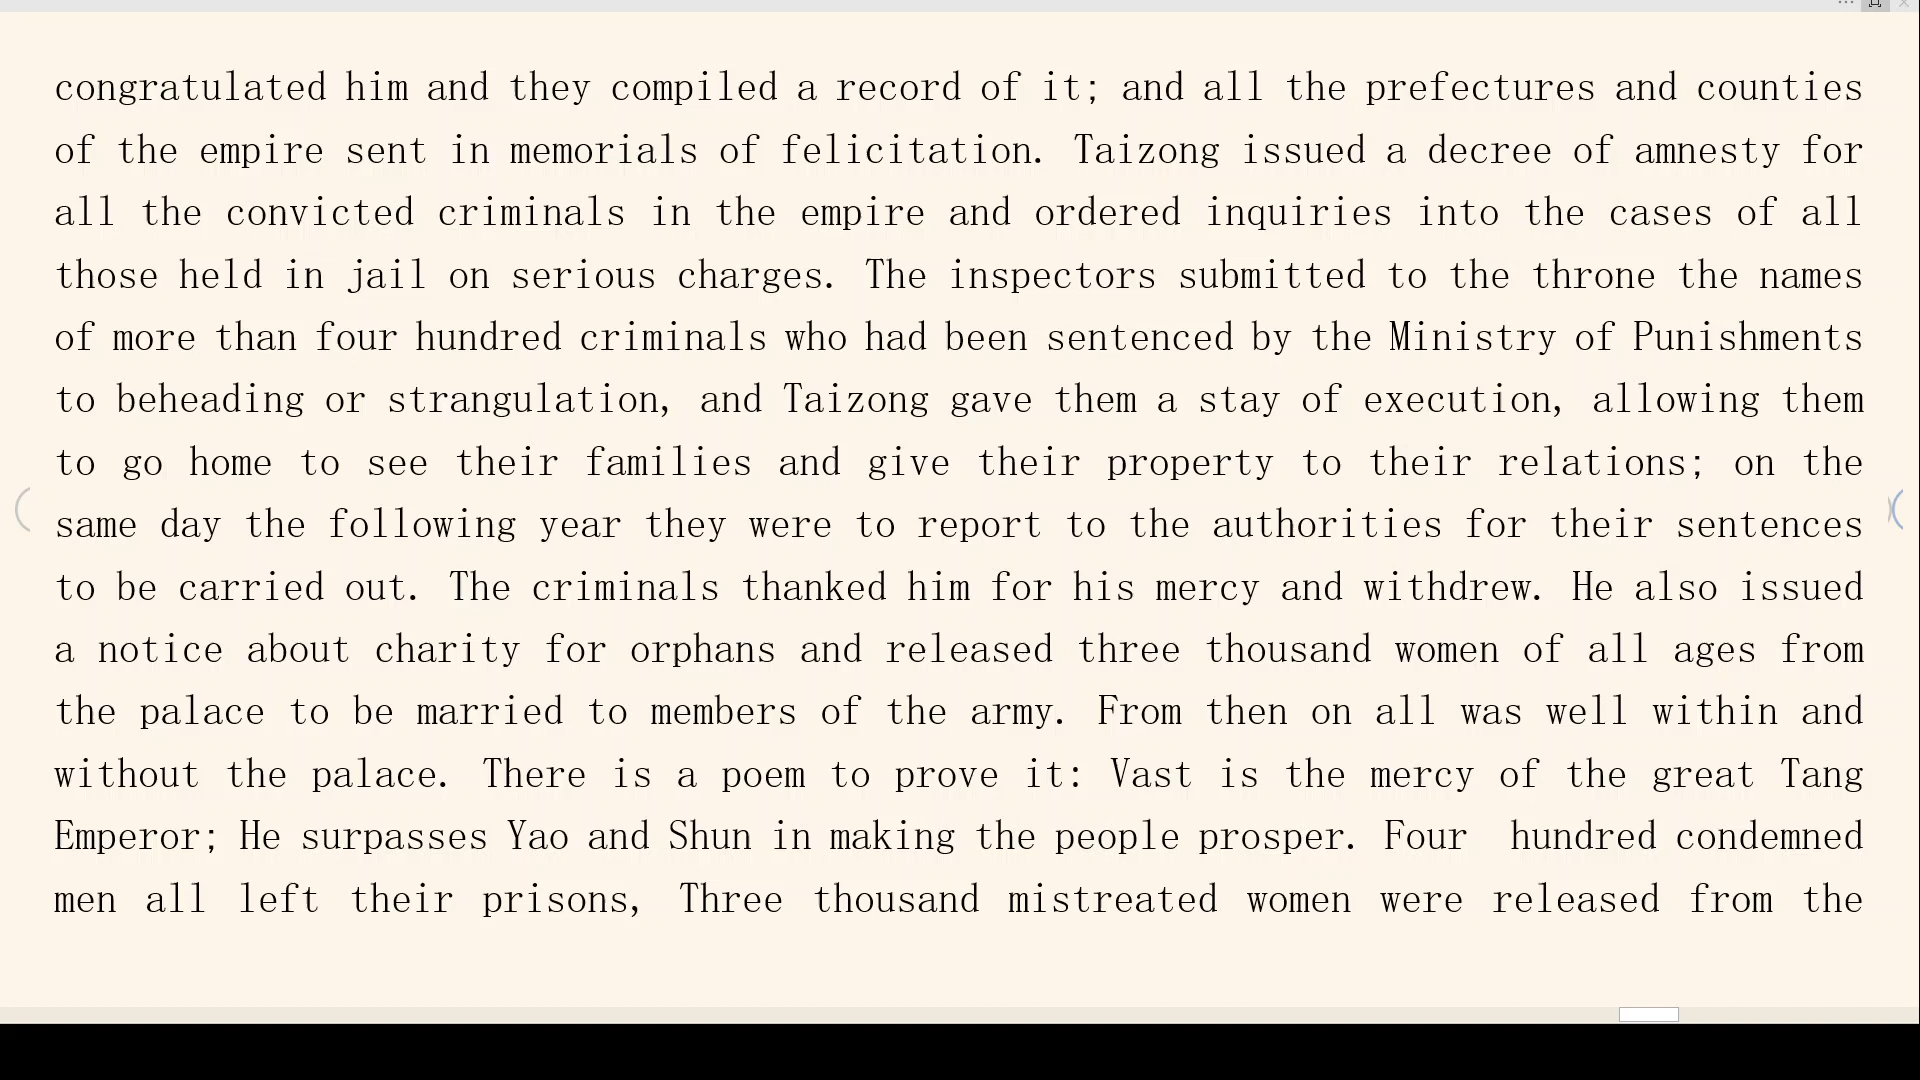 congratulated him and they compiled a record of it; and all the prefectures and counties
of the empire sent in memorials of felicitation. Taizong issued a decree of amnesty for
all the convicted criminals in the empire and ordered inquiries into the cases of all
those held in jail on serious charges. The inspectors submitted to the throne the names
of more than four hundred criminals who had been sentenced by the Ministry of Punishments
to beheading or strangulation, and Taizong gave them a stay of execution, allowing them
to go home to see their families and give their property to their relations; on the
same day the following year they were to report to the authorities for their sentences
to be carried out. The criminals thanked him for his mercy and withdrew. He also issued
a notice about charity for orphans and released three thousand women of all ages from
the palace to be married to members of the army. From then on all was well within and
without the palace. There is a poem to prove it: Vast is the mercy of the great Tang
Emperor; He surpasses Yao and Shun in making the people prosper. Four hundred condemned
men all left their prisons, Three thousand mistreated women were released from the